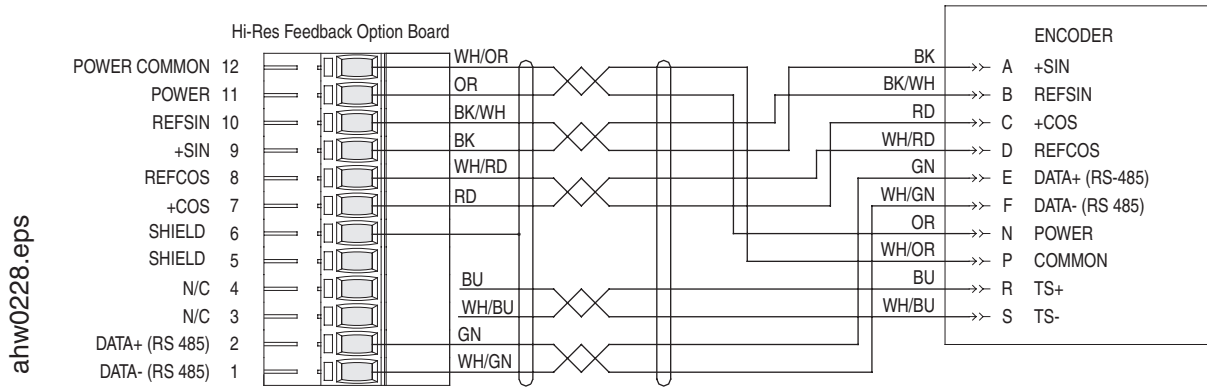 Hi-Res Feedback Option Board
POWER COMMON 12
POWER 11
REFSIN 10
+SIN 9
REFCOS 8
+COS 7
SHIELD 6
SHIELD 5
N/C 4
N/C 3
DATA+ (RS 485) 2
DATA- (RS 485) 1
WH/OR
OR
BK/WH
BK
WH/RD
RD
BU
WH/BU
GN
WH/GN
BK
BK/WH
RD
WH/RD
GN
WH/GN
OR
WH/OR
BU
WH/BU
ENCODER
A +SIN
B REFSIN
C +COS
D REFCOS
E DATA+ (RS-485)
F DATA- (RS 485)
N POWER
P COMMON
R TS+
S TS-
ahw0228.eps